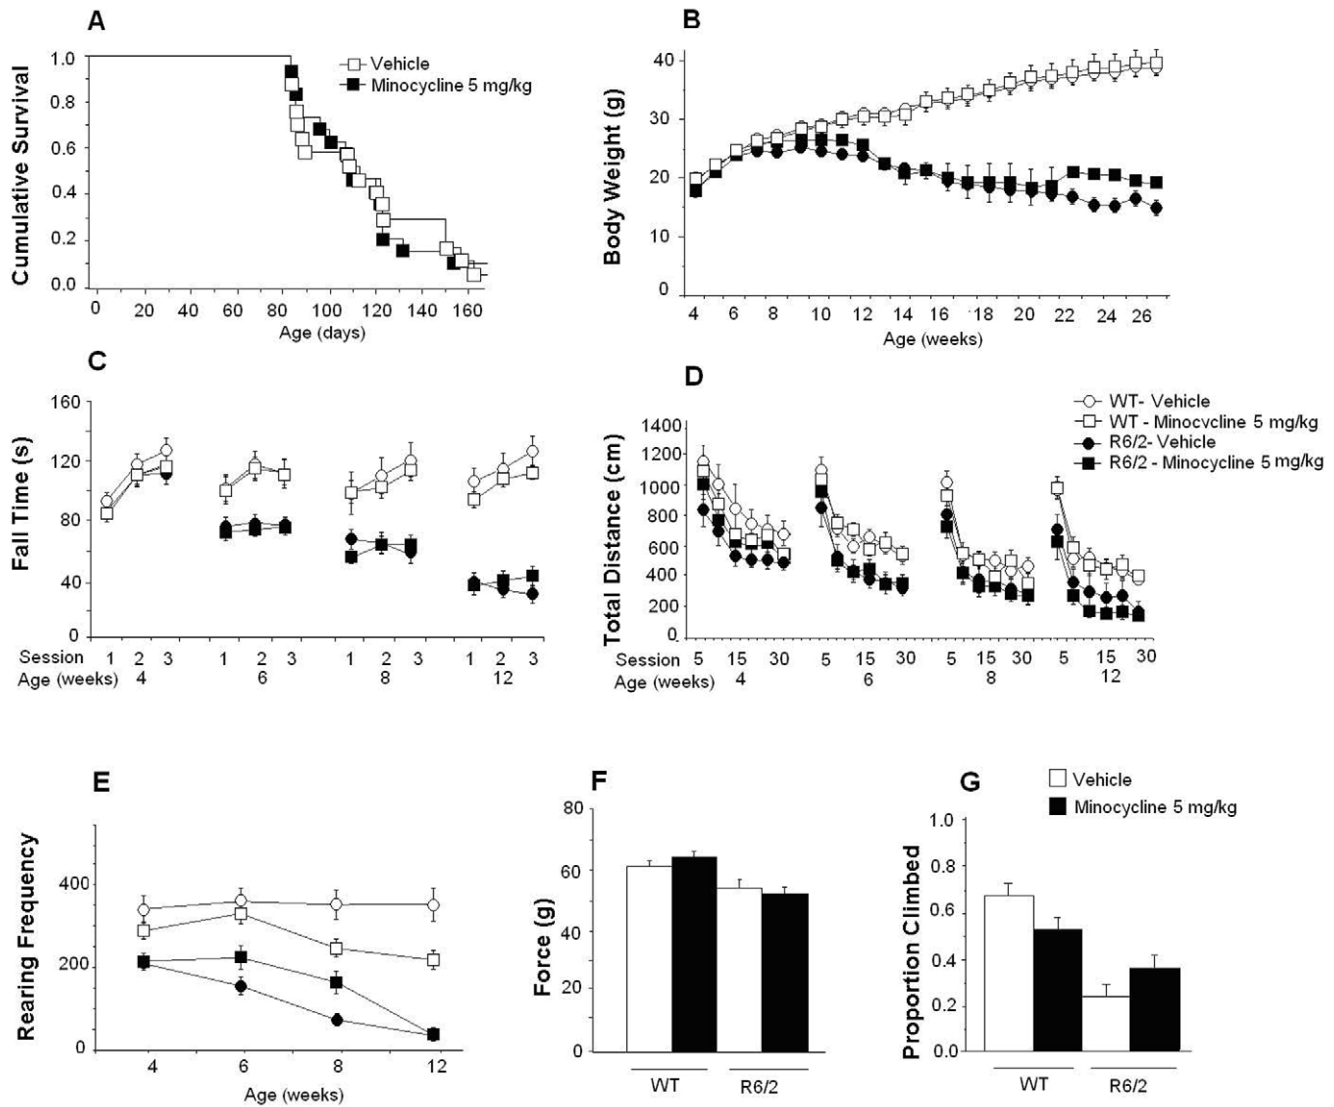 A
Cumulative Survival
1.0
0.8
0.6
0.4
0.2
0.0
Vehicle
Minocycline 5 mg/kg
0 20 40 60 80 100 120 140 160
Age (days)
B
Body Weight (g)
40
30
20
10
0
4 6 8 10 12 14 16 18 20 22 24 26
Age (weeks)
C
Fall Time (s)
160
120
80
40
0
Session 1 2 3 1 2 3 1 2 3 1 2 3
Age (weeks) 4 6 8 12
D
WT- Vehicle
WT - Minocycline 5 mg/kg
R6/2- Vehicle
R6/2 - Minocycline 5 mg/kg
Total Distance (cm)
1400
1200
1000
800
600
400
200
0
Session 5 15 30 5 15 30 5 15 30 5 15 30
Age (weeks) 4 6 8 12
E
Rearing Frequency
400
200
0
4 6 8 12
Age (weeks)
F
Force (g)
80
60
40
20
0
WT R6/2
G
Vehicle
Minocycline 5 mg/kg
Proportion Climbed
1.0
0.8
0.6
0.4
0.2
0.0
WT R6/2